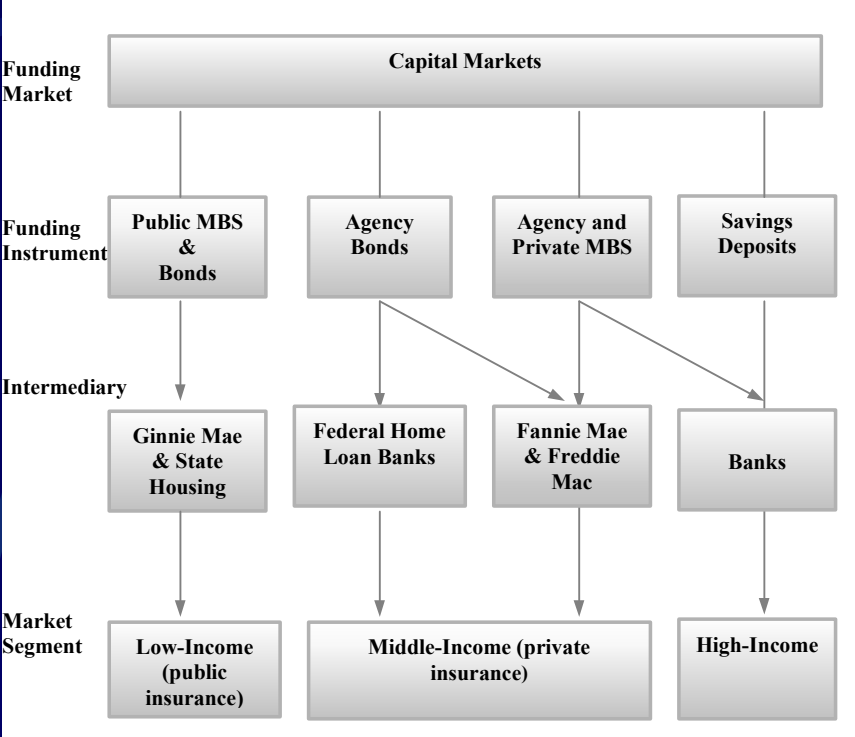 Capital Markets
Funding
Market
Public MBS
&
Bonds
Agency
Bonds
Agency and
Private MBS
Savings
Deposits
Funding
Instrument
Intermediary
Ginnie Mae
& State
Housing
Federal Home
Loan Banks
Fannie Mae
& Freddie
Mac
Banks
Market
Segment
Low-Income
(public
insurance)
Middle-Income (private
insurance)
High-Income